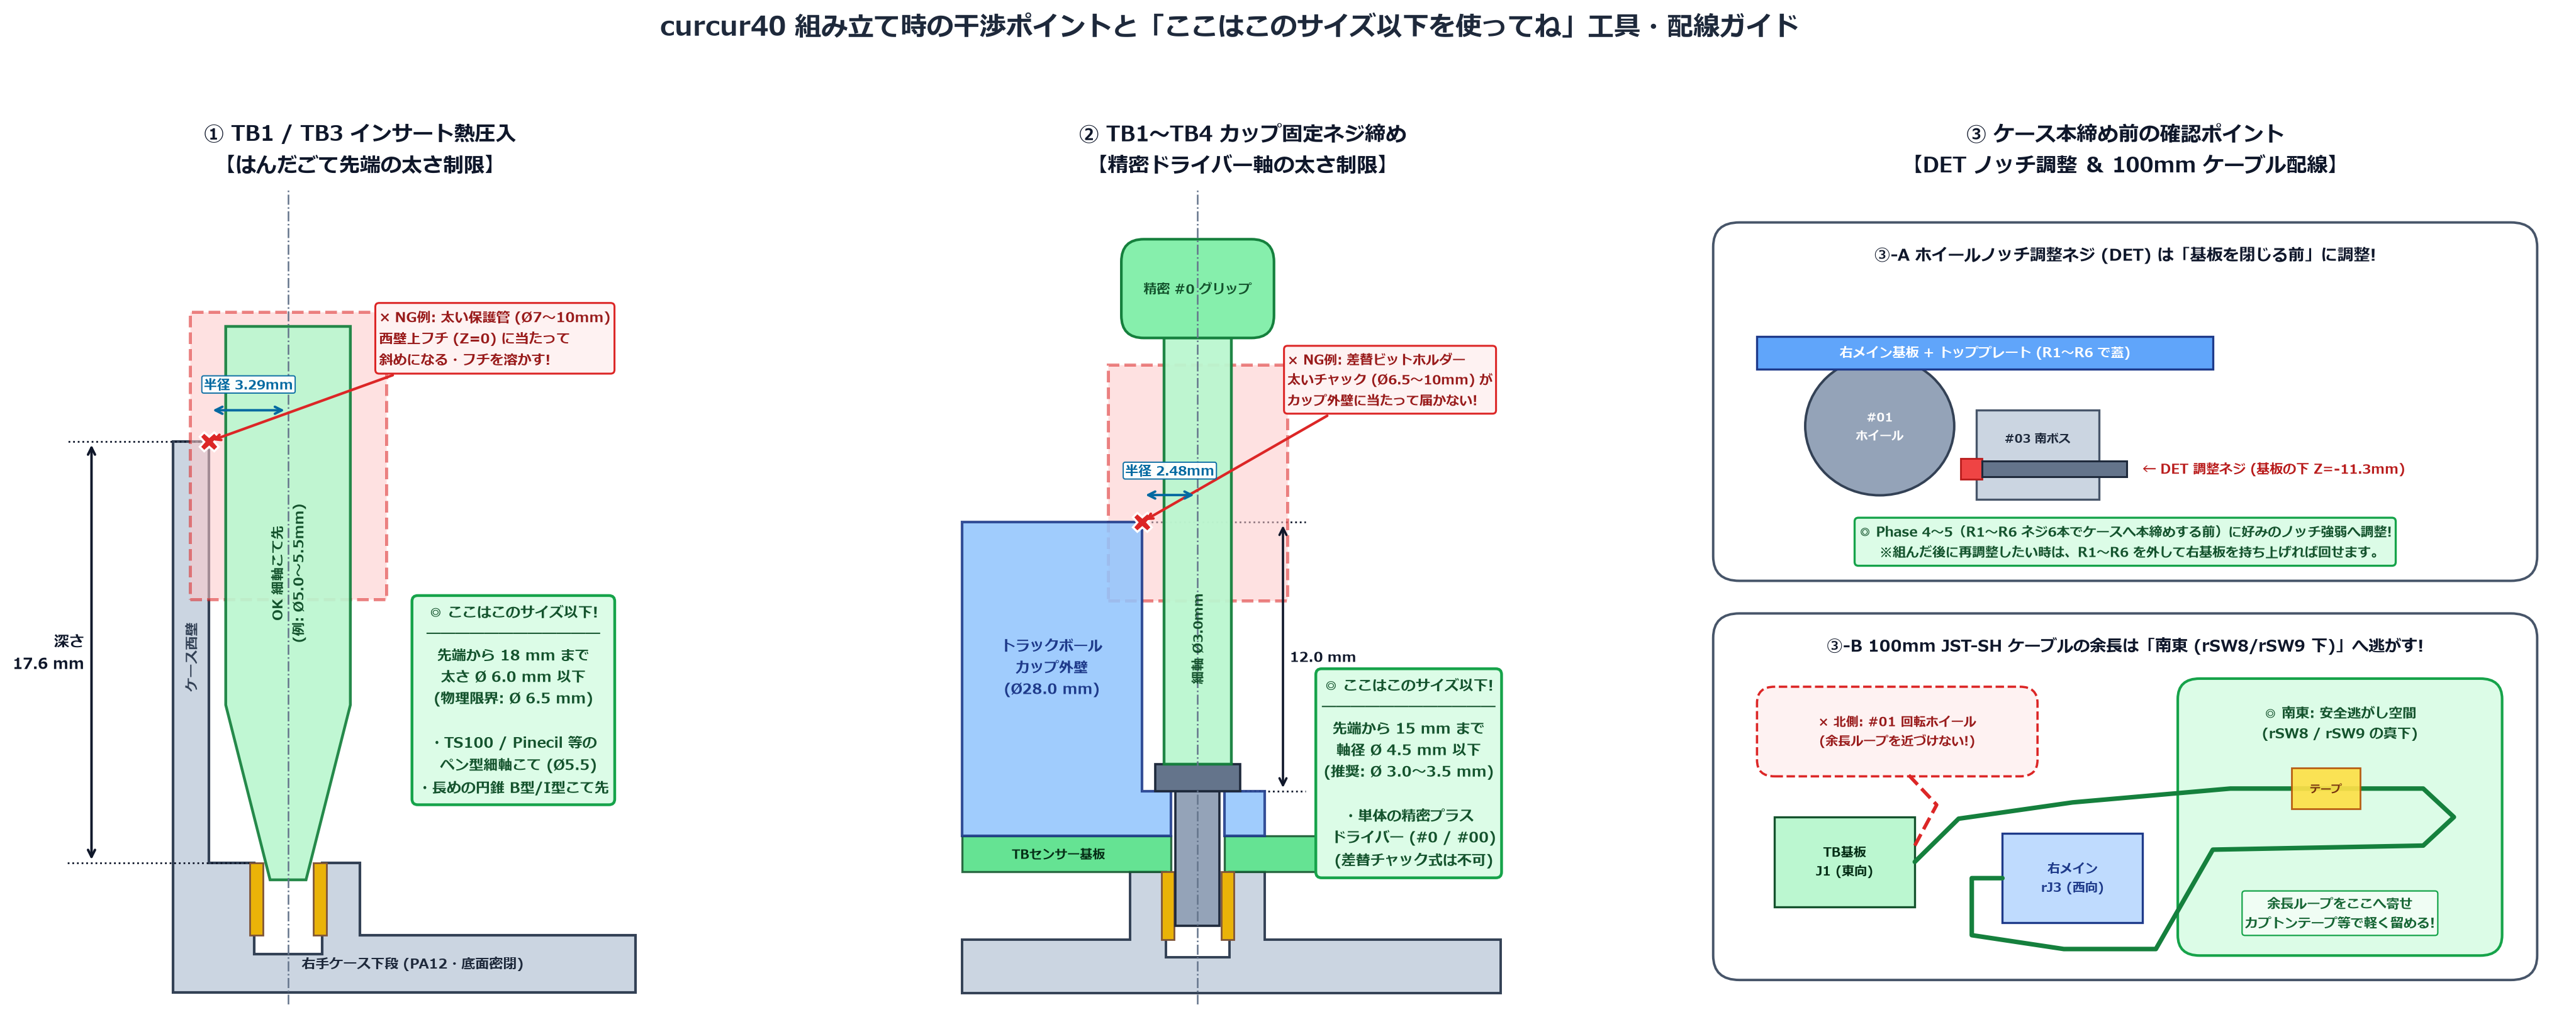 curcur40 組み立て時の干渉ポイントと「ここはこのサイズ以下を使ってね」工具・配線ガイド
① TB1 / TB3 インサート熱圧入
【はんだごて先端の太さ制限】
× NG例: 太い保護管 (Ø7～10mm)
西壁上フチ (Z=0) に当たって
斜めになる・フチを溶かす!
半径 3.29mm
OK 細軸こて先
(例: Ø5.0～5.5mm)
ケース西壁
深さ
17.6 mm
◎ ここはこのサイズ以下!
先端から 18 mm まで
太さ Ø 6.0 mm 以下
(物理限界: Ø 6.5 mm)
・TS100 / Pinecil 等の
ペン型細軸こて (Ø5.5)
・長めの円錐 B型/I型こて先
右手ケース下段 (PA12・底面密閉)
② TB1～TB4 カップ固定ネジ締め
【精密ドライバー軸の太さ制限】
精密 #0 グリップ
× NG例: 差替ビットホルダー
太いチャック (Ø6.5～10mm) が
カップ外壁に当たって届かない!
半径 2.48mm
細軸 Ø3.0mm
トラックボール
カップ外壁
(Ø28.0 mm)
12.0 mm
◎ ここはこのサイズ以下!
先端から 15 mm まで
軸径 Ø 4.5 mm 以下
(推奨: Ø 3.0～3.5 mm)
・単体の精密プラス
ドライバー (#0 / #00)
(差替チャック式は不可)
TBセンサー基板
③ ケース本締め前の確認ポイント
【DET ノッチ調整 & 100mm ケーブル配線】
③-A ホイールノッチ調整ネジ (DET) は「基板を閉じる前」に調整!
右メイン基板 + トッププレート (R1～R6 で蓋)
#01
ホイール
#03 南ボス
← DET 調整ネジ (基板の下 Z=-11.3mm)
◎ Phase 4～5（R1～R6 ネジ6本でケースへ本締めする前）に好みのノッチ強弱へ調整!
※組んだ後に再調整したい時は、R1～R6 を外して右基板を持ち上げれば回せます。
③-B 100mm JST-SH ケーブルの余長は「南東 (rSW8/rSW9 下)」へ逃がす!
× 北側: #01 回転ホイール
(余長ループを近づけない!)
◎ 南東: 安全逃がし空間
(rSW8 / rSW9 の真下)
テープ
TB基板
J1 (東向)
右メイン
rJ3 (西向)
余長ループをここへ寄せ
カプトンテープ等で軽く留める!